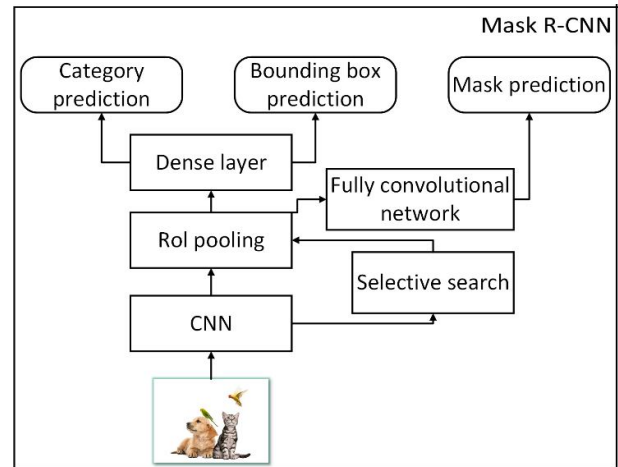 Mask R-CNN
Category
prediction
Bounding box
prediction
Mask prediction
Dense layer
Fully convolutional
network
RoI pooling
Selective search
CNN